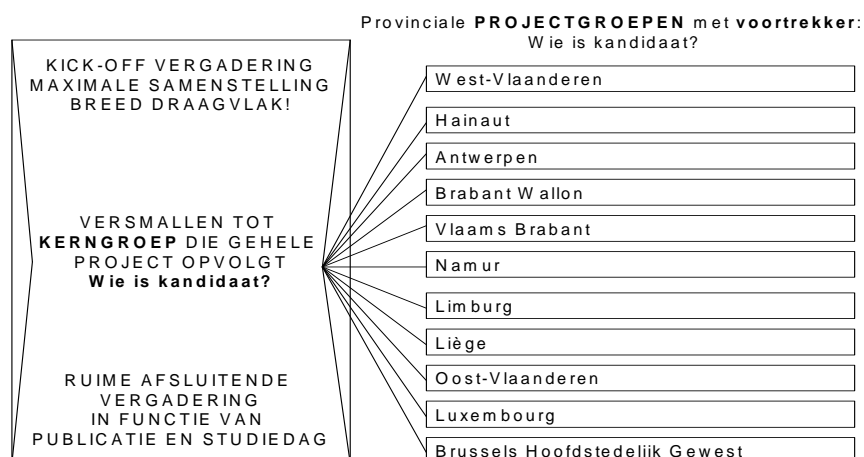 Provinciale PROJECTGROEPEN met voortrekker:
Wie is kandidaat?
KICK-OFF VERGADERING
MAXIMALE SAMENSTELLING
BREED DRAAGVLAK!
VERSMALLEN TOT
KERNGROEP DIE GEHELE
PROJECT OPVOLGT
Wie is kandidaat?
RUIME AFSLUITENDE
VERGADERING
IN FUNCTIE VAN
PUBLICATIE EN STUDIEDAG
West-Vlaanderen
Hainaut
Antwerpen
Brabant Wallon
Vlaams Brabant
Namur
Limburg
Liège
Oost-Vlaanderen
Luxembourg
Brussels Hoofdstedelijk Gewest